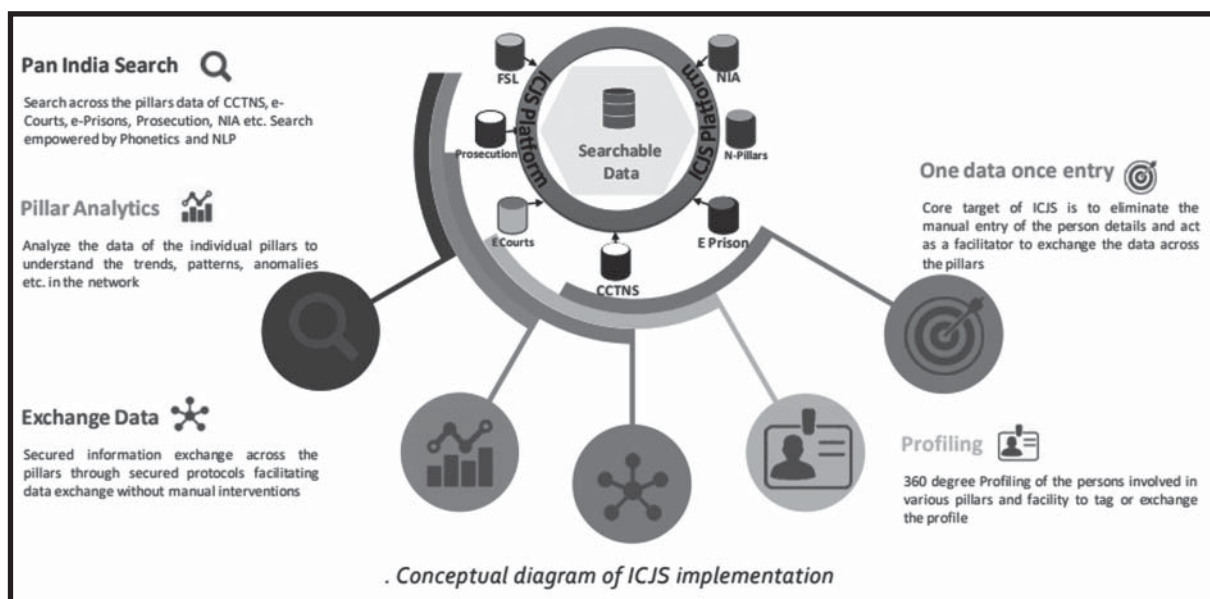 Pan India Search
Search across the pillars data of CCTNS, e-
Courts, e-Prisons, Prosecution, NIA etc. Search
empowered by Phonetics and NLP
Pillar Analytics
Analyze the data of the individual pillars to
understand the trends, patterns, anomalies
etc. in the network
Exchange Data
Secured information exchange across the
pillars through secured protocols facilitating
data exchange without manual interventions
FSL
NIA
ICJS Platform
ICJS Platform
Prosecution
N-Pillars
Searchable
Data
E Courts
E Prison
CCTNS
One data once entry
Core target of ICJS is to eliminate the
manual entry of the person details and act
as a facilitator to exchange the data across
the pillars
Profiling
360 degree Profiling of the persons involved in
various pillars and facility to tag or exchange
the profile
. Conceptual diagram of ICJS implementation